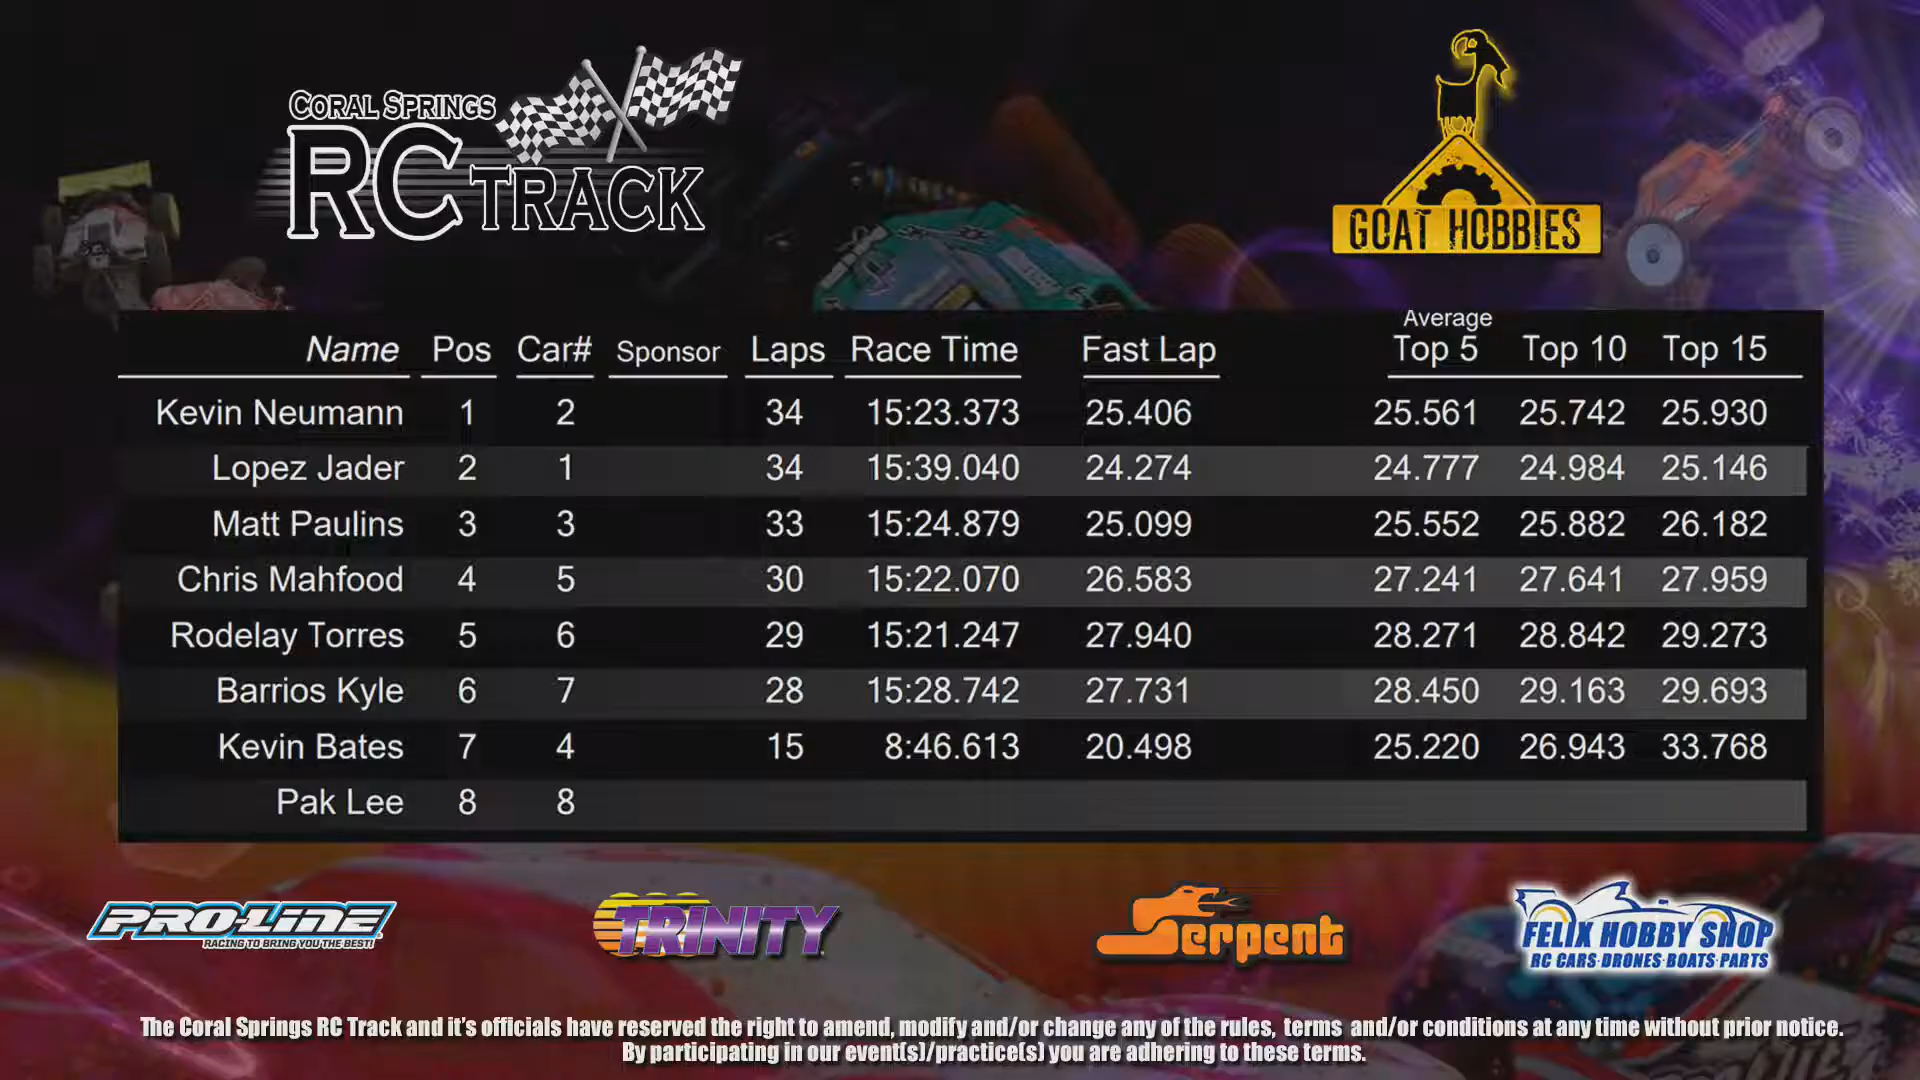 CORAL SPRINGS
RC TRACK
GOAT HOBBIES
Average
Name Pos Car# Sponsor Laps Race Time Fast Lap Top 5 Top 10 Top 15
Kevin Neumann 1 2 34 15:23.373 25.406 25.561 25.742 25.930
Lopez Jader 2 1 34 15:39.040 24.274 24.777 24.984 25.146
Matt Paulins 3 3 33 15:24.879 25.099 25.552 25.882 26.182
Chris Mahfood 4 5 30 15:22.070 26.583 27.241 27.641 27.959
Rodelay Torres 5 6 29 15:21.247 27.940 28.271 28.842 29.273
Barrios Kyle 6 7 28 15:28.742 27.731 28.450 29.163 29.693
Kevin Bates 7 4 15 8:46.613 20.498 25.220 26.943 33.768
Pak Lee 8 8
PRO-LINE
RACING TO BRING YOU THE BEST!
TRINITY
Serpent
FELIX HOBBY SHOP
RC CARS·DRONES·BOATS·PARTS
The Coral Springs RC Track and it's officials have reserved the right to amend, modify and/or change any of the rules, terms and/or conditions at any time without prior notice.
By participating in our event(s)/practice(s) you are adhering to these terms.